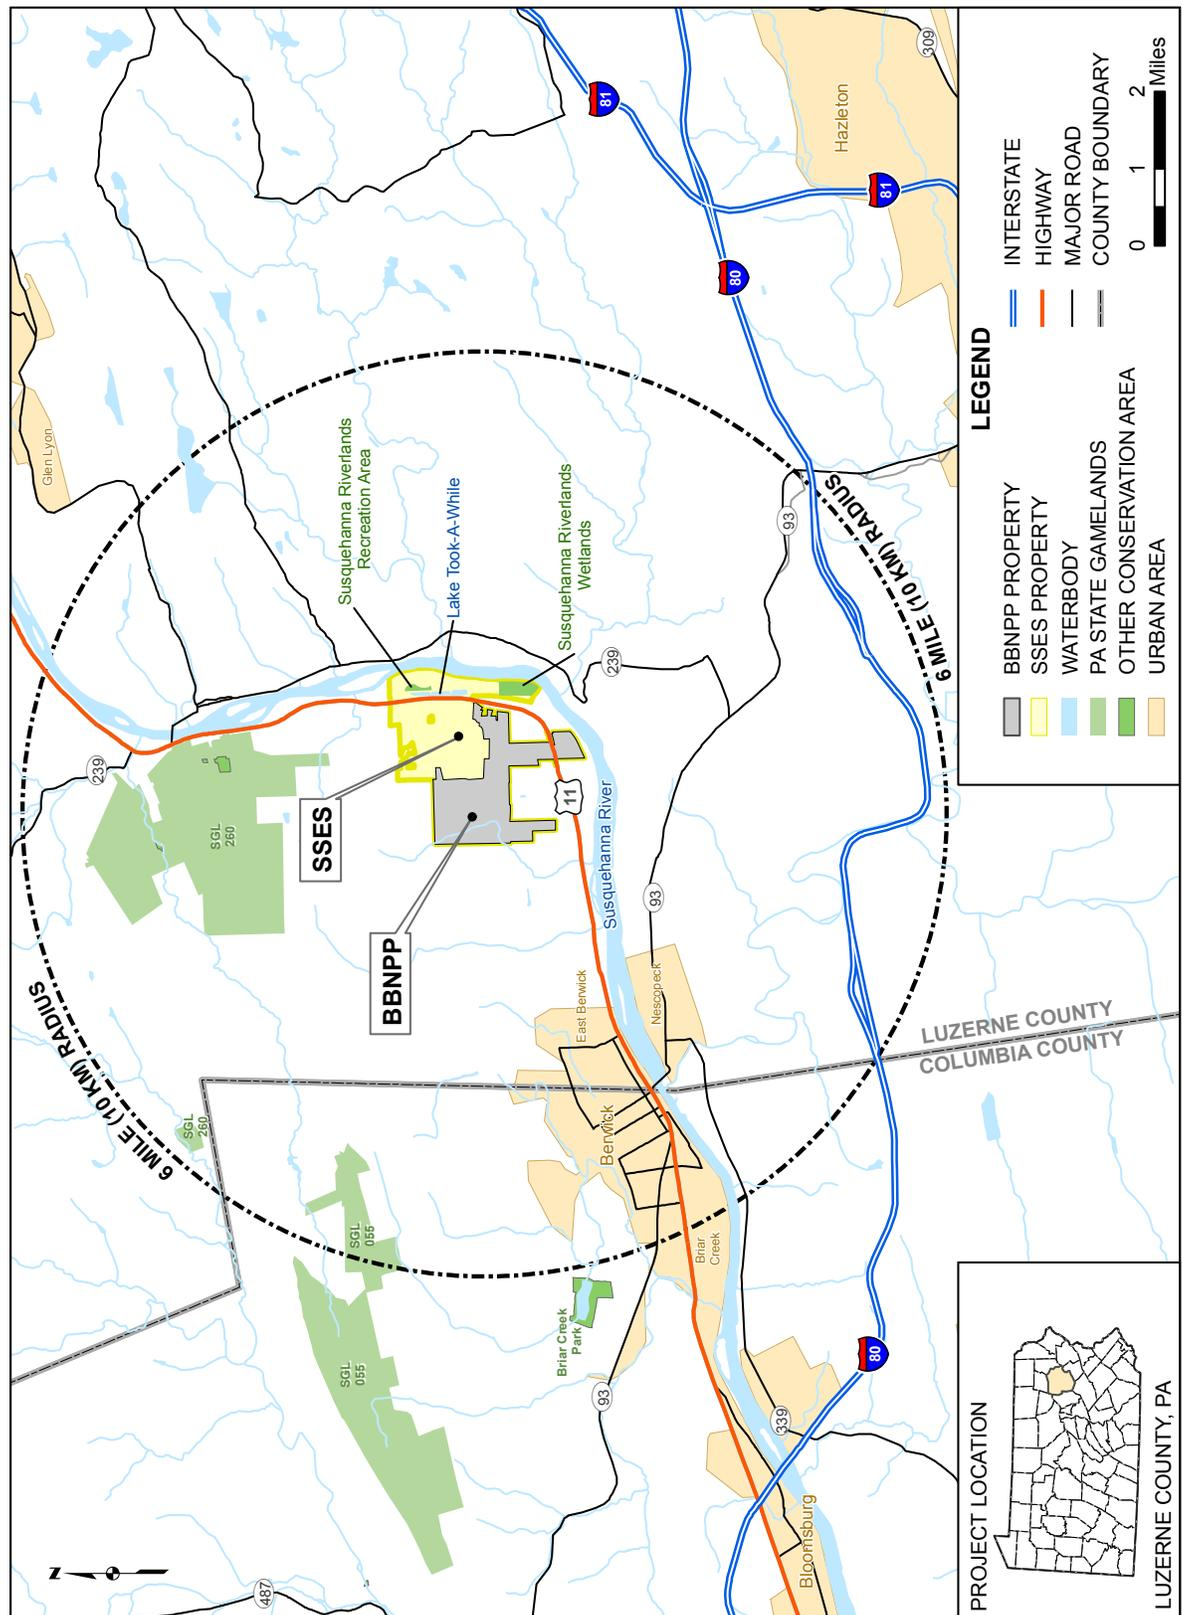 N
487
6 MILE (10 KM) RADIUS
SGL
260
SGL
055
SGL
055
Briar Creek
Park
93
Bloomsburg
339
80
Briar
Creek
Berwick
East Berwick
Nescopeck
LUZERNE COUNTY
COLUMBIA COUNTY
SGL
260
239
BBNPP
SSES
11
Susquehanna River
93
239
Glen Lyon
Susquehanna Riverlands
Recreation Area
Lake Took-A-While
Susquehanna Riverlands
Wetlands
93
6 MILE (10 KM) RADIUS
80
81
81
Hazleton
309
PROJECT LOCATION
LUZERNE COUNTY, PA
LEGEND
BBNPP PROPERTY
SSES PROPERTY
WATERBODY
PA STATE GAMELANDS
OTHER CONSERVATION AREA
URBAN AREA
INTERSTATE
HIGHWAY
MAJOR ROAD
COUNTY BOUNDARY
0 1 2
Miles